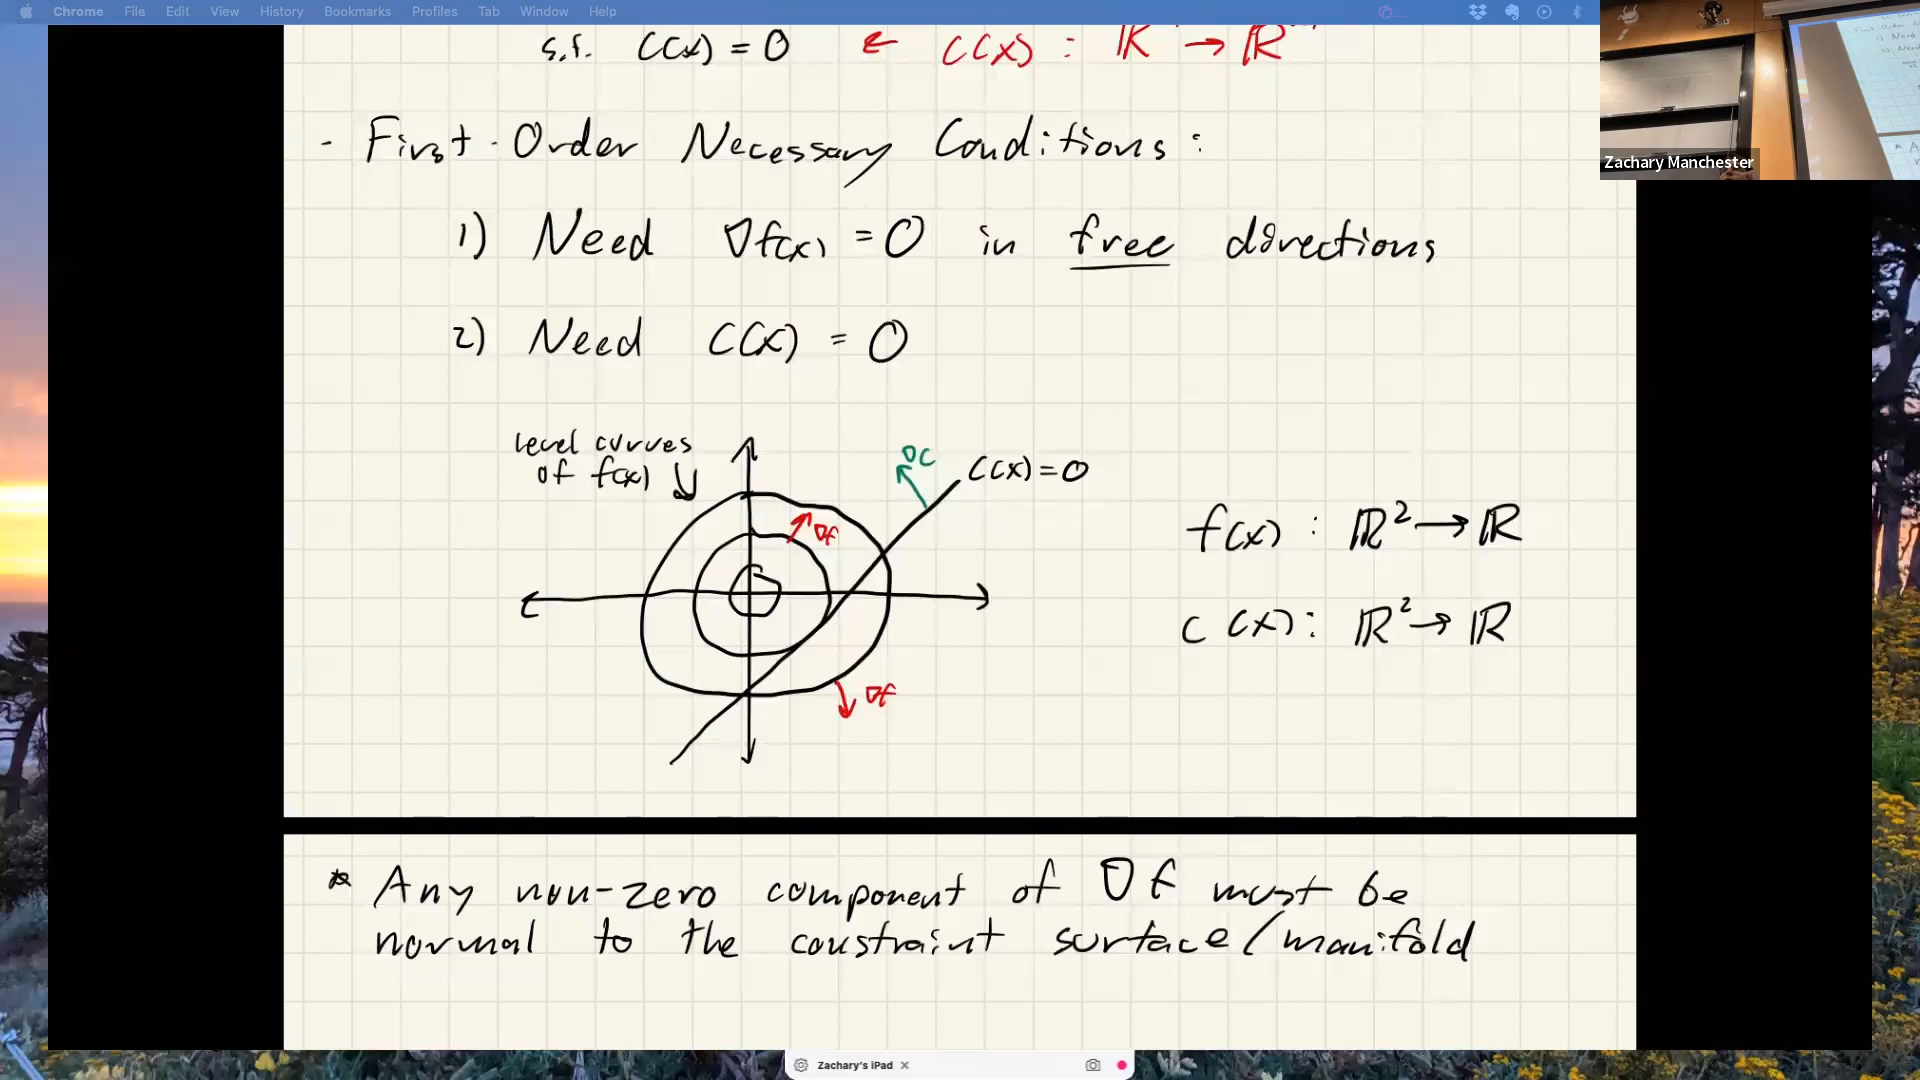 Chrome File Edit View History Bookmarks Profiles Tab Window Help
Zachary Manchester
s.t. C(x) = 0 ← C(x) : ℝ → ℝ
- First-Order Necessary Conditions:
1) Need ∇f(x) = 0 in free directions
2) Need C(x) = 0
level curves
of f(x) ↓
∇C
C(x) = 0
∇f
∇f
f(x) : ℝ² → ℝ
C(x) : ℝ² → ℝ
* Any non-zero component of ∇f must be
normal to the constraint surface/manifold
Zachary's iPad ×